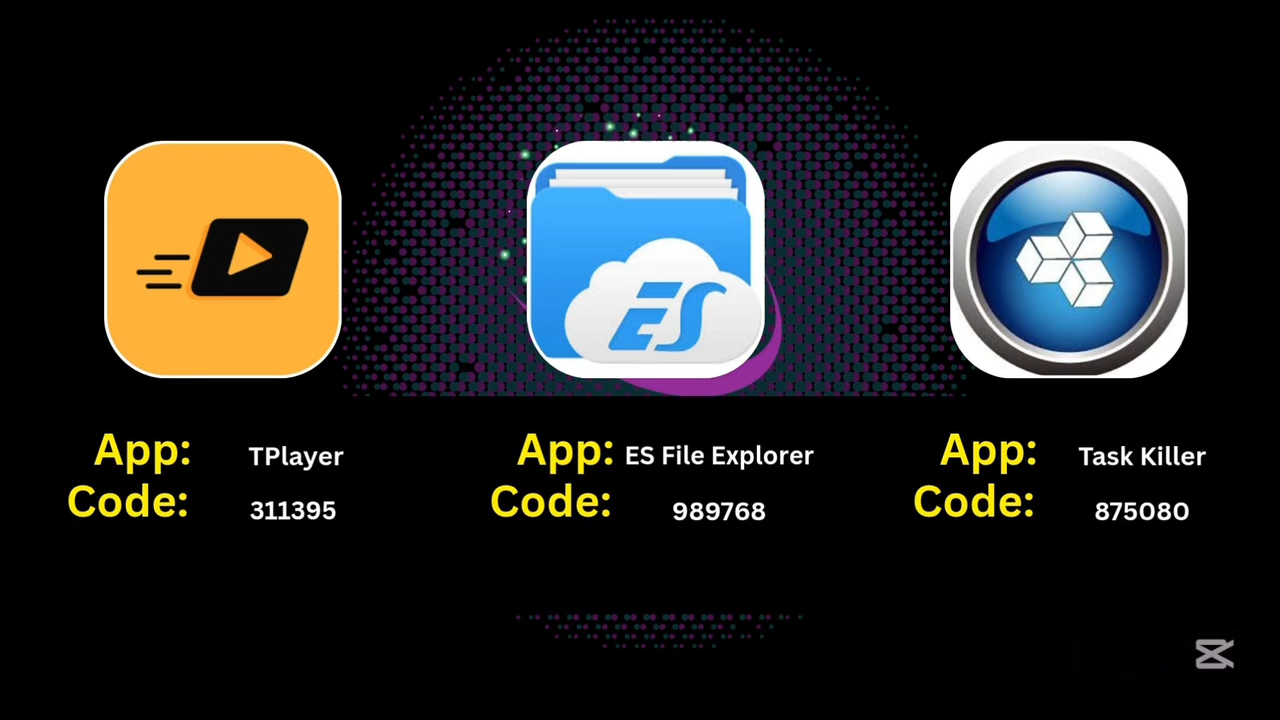 ES
App: TPlayer
Code: 311395
App: ES File Explorer
Code: 989768
App: Task Killer
Code: 875080